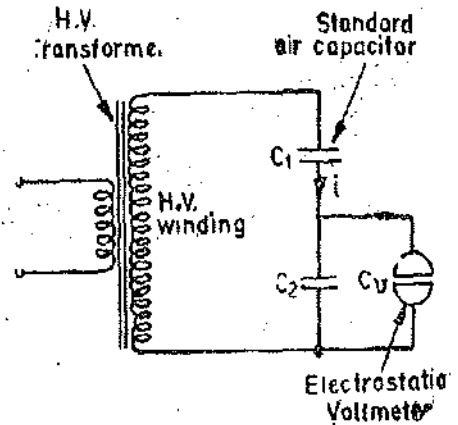 H.V.
transformer
Standard
air capacitor
C1
i
H.V.
winding
C2
Cv
Electrostatic
Voltmeter